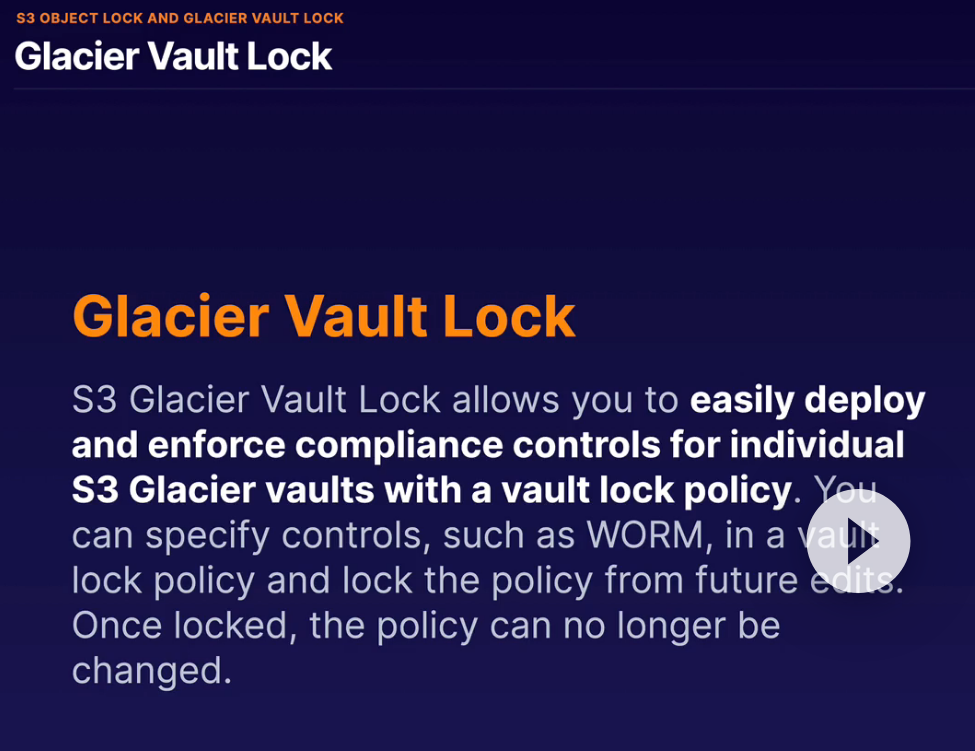 S3 OBJECT LOCK AND GLACIER VAULT LOCK
Glacier Vault Lock
Glacier Vault Lock
S3 Glacier Vault Lock allows you to easily deploy
and enforce compliance controls for individual
S3 Glacier vaults with a vault lock policy. You
can specify controls, such as WORM, in a vault
lock policy and lock the policy from future edits.
Once locked, the policy can no longer be
changed.